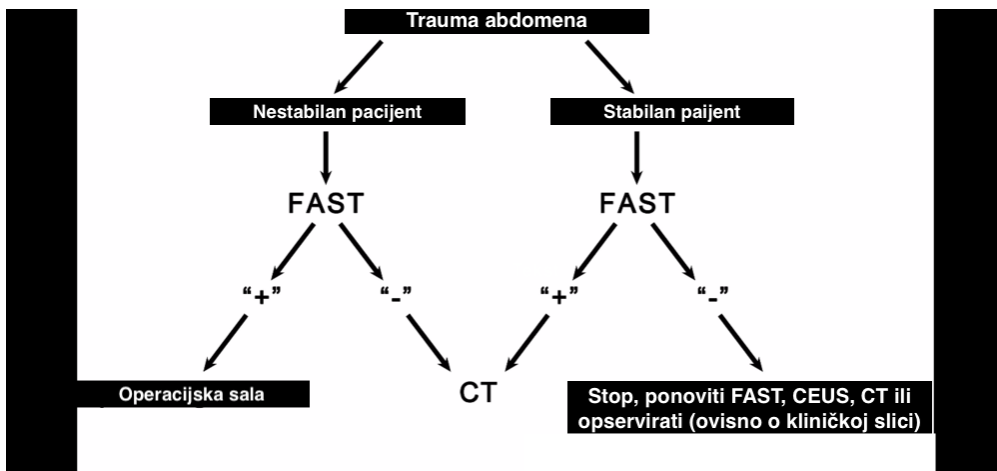 Trauma abdomena
Nestabilan pacijent
Stabilan paijent
FAST
FAST
“+”
“-”
“+”
“-”
Operacijska sala
CT
Stop, ponoviti FAST, CEUS, CT ili
opservirati (ovisno o kliničkoj slici)